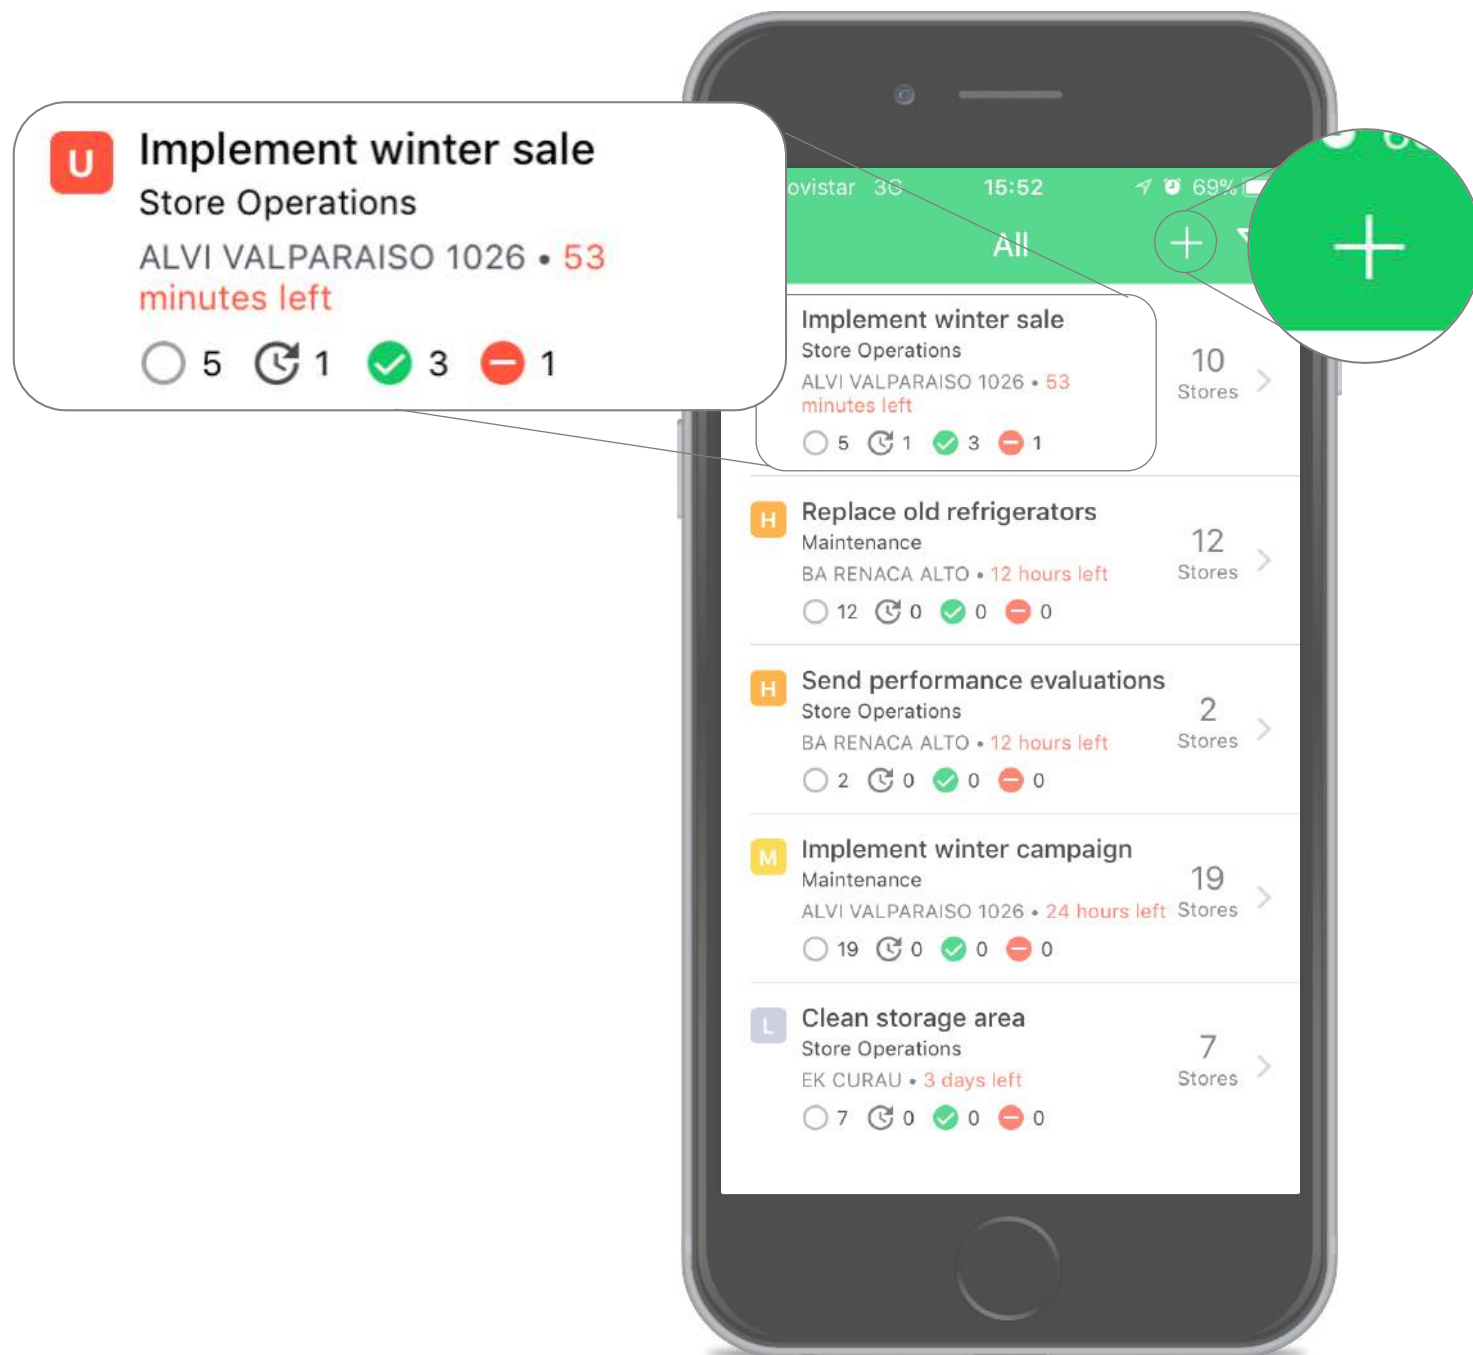 U
Implement winter sale
Store Operations
ALVI VALPARAISO 1026 • 53
minutes left
5 1 3 1
ovistar 3G 15:52 69%
All
Implement winter sale
Store Operations
ALVI VALPARAISO 1026 • 53
minutes left
5 1 3 1
10
Stores
H
Replace old refrigerators
Maintenance
BA RENACA ALTO • 12 hours left
12 0 0 0
12
Stores
H
Send performance evaluations
Store Operations
BA RENACA ALTO • 12 hours left
2 0 0 0
2
Stores
M
Implement winter campaign
Maintenance
ALVI VALPARAISO 1026 • 24 hours left
19 0 0 0
19
Stores
L
Clean storage area
Store Operations
EK CURAU • 3 days left
7 0 0 0
7
Stores